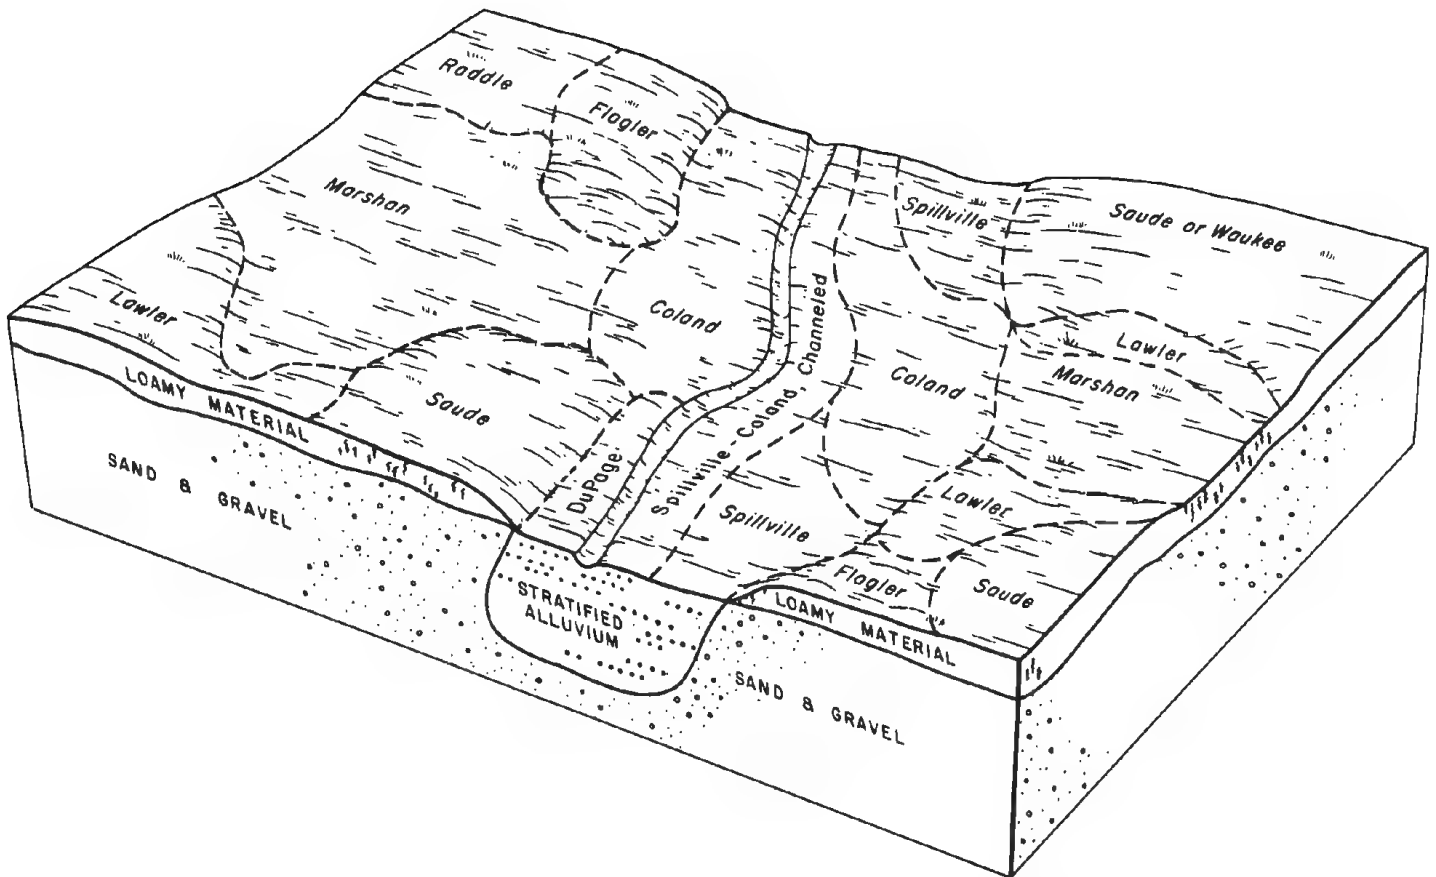 Raddle
Flagler
Marshan
Spillville
Saude or Waukee
Lawler
Coland
Spillville - Coland, Channeled
Lawler
Marshan
Coland
Saude
DuPage
Spillville
Lawler
Flagler
Saude
LOAMY MATERIAL
SAND & GRAVEL
STRATIFIED
ALLUVIUM
LOAMY MATERIAL
SAND & GRAVEL